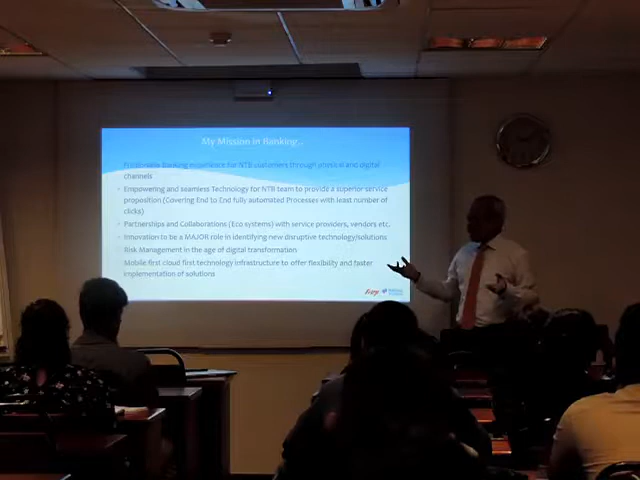 My Mission in Banking..
Banking experience for NTB customers through physical and digital
channels
Empowering and seamless Technology for NTB team to provide a superior service
proposition (Covering End to End fully automated Processes with least number of
clicks)
Partnerships and Collaborations (Eco systems) with service providers, vendors etc.
Innovation to be a MAJOR role in identifying new disruptive technology/solutions
Risk Management in the age of digital transformation
Mobile first cloud first technology infrastructure to offer flexibility and faster
implementation of solutions